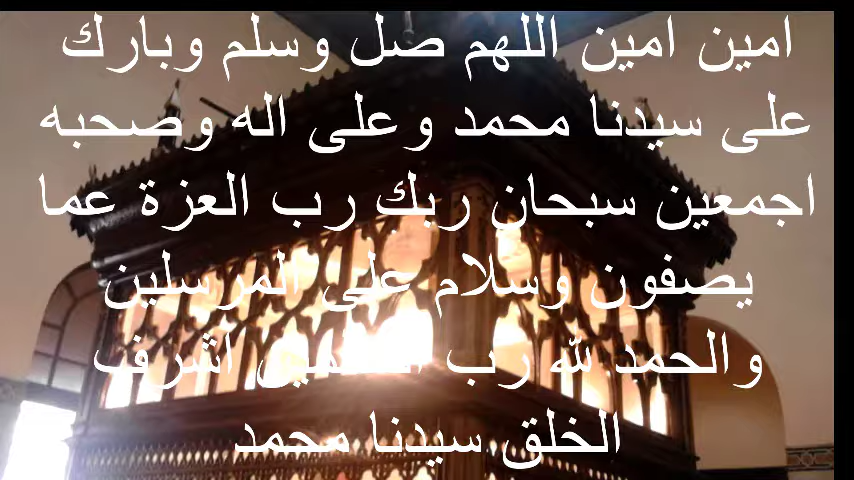 امين امين اللهم صل وسلم وبارك
على سيدنا محمد وعلى اله وصحبه
اجمعين سبحان ربك رب العزة عما
يصفون وسلام على المرسلين
والحمد لله رب العالمين اشرف
الخلق سيدنا محمد